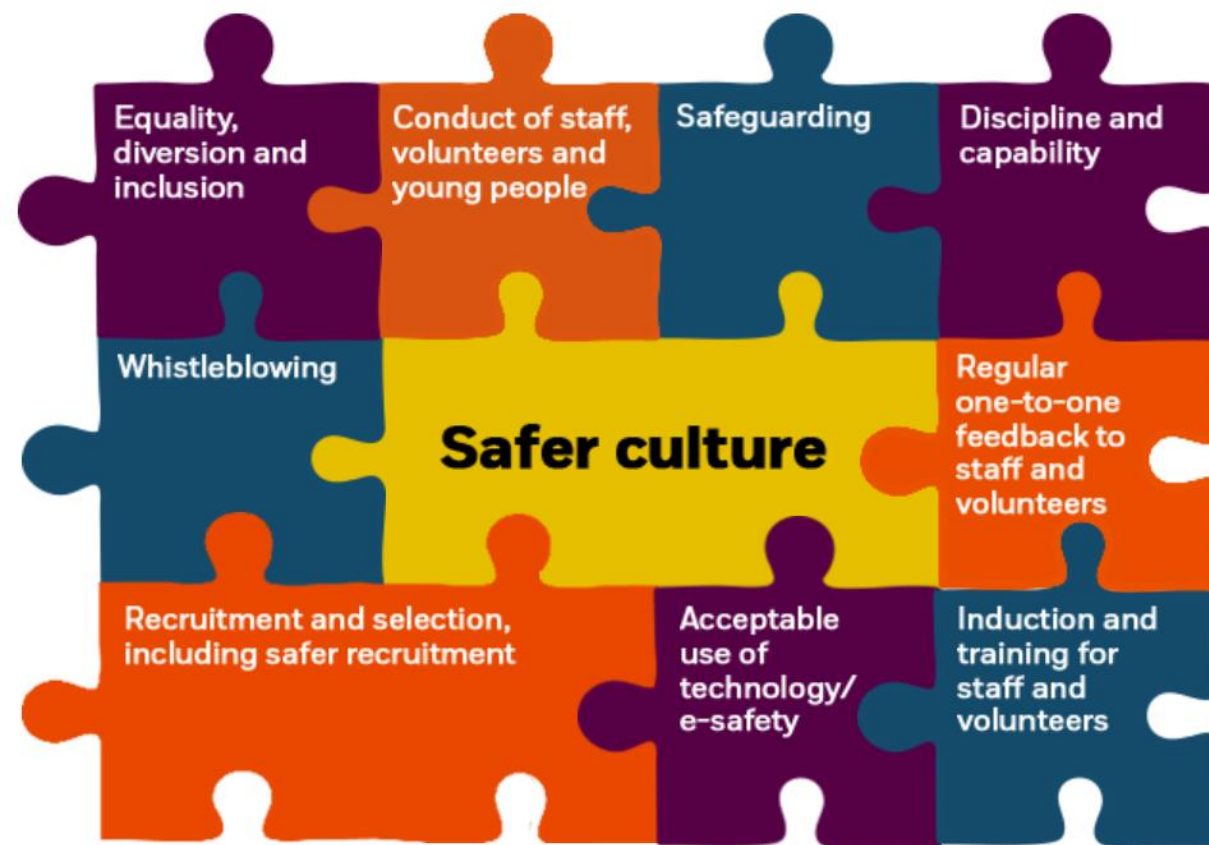 Equality,
diversion and
inclusion
Conduct of staff,
volunteers and
young people
Safeguarding
Discipline and
capability
Whistleblowing
Safer culture
Regular
one-to-one
feedback to
staff and
volunteers
Recruitment and selection,
including safer recruitment
Acceptable
use of
technology/
e-safety
Induction and
training for
staff and
volunteers